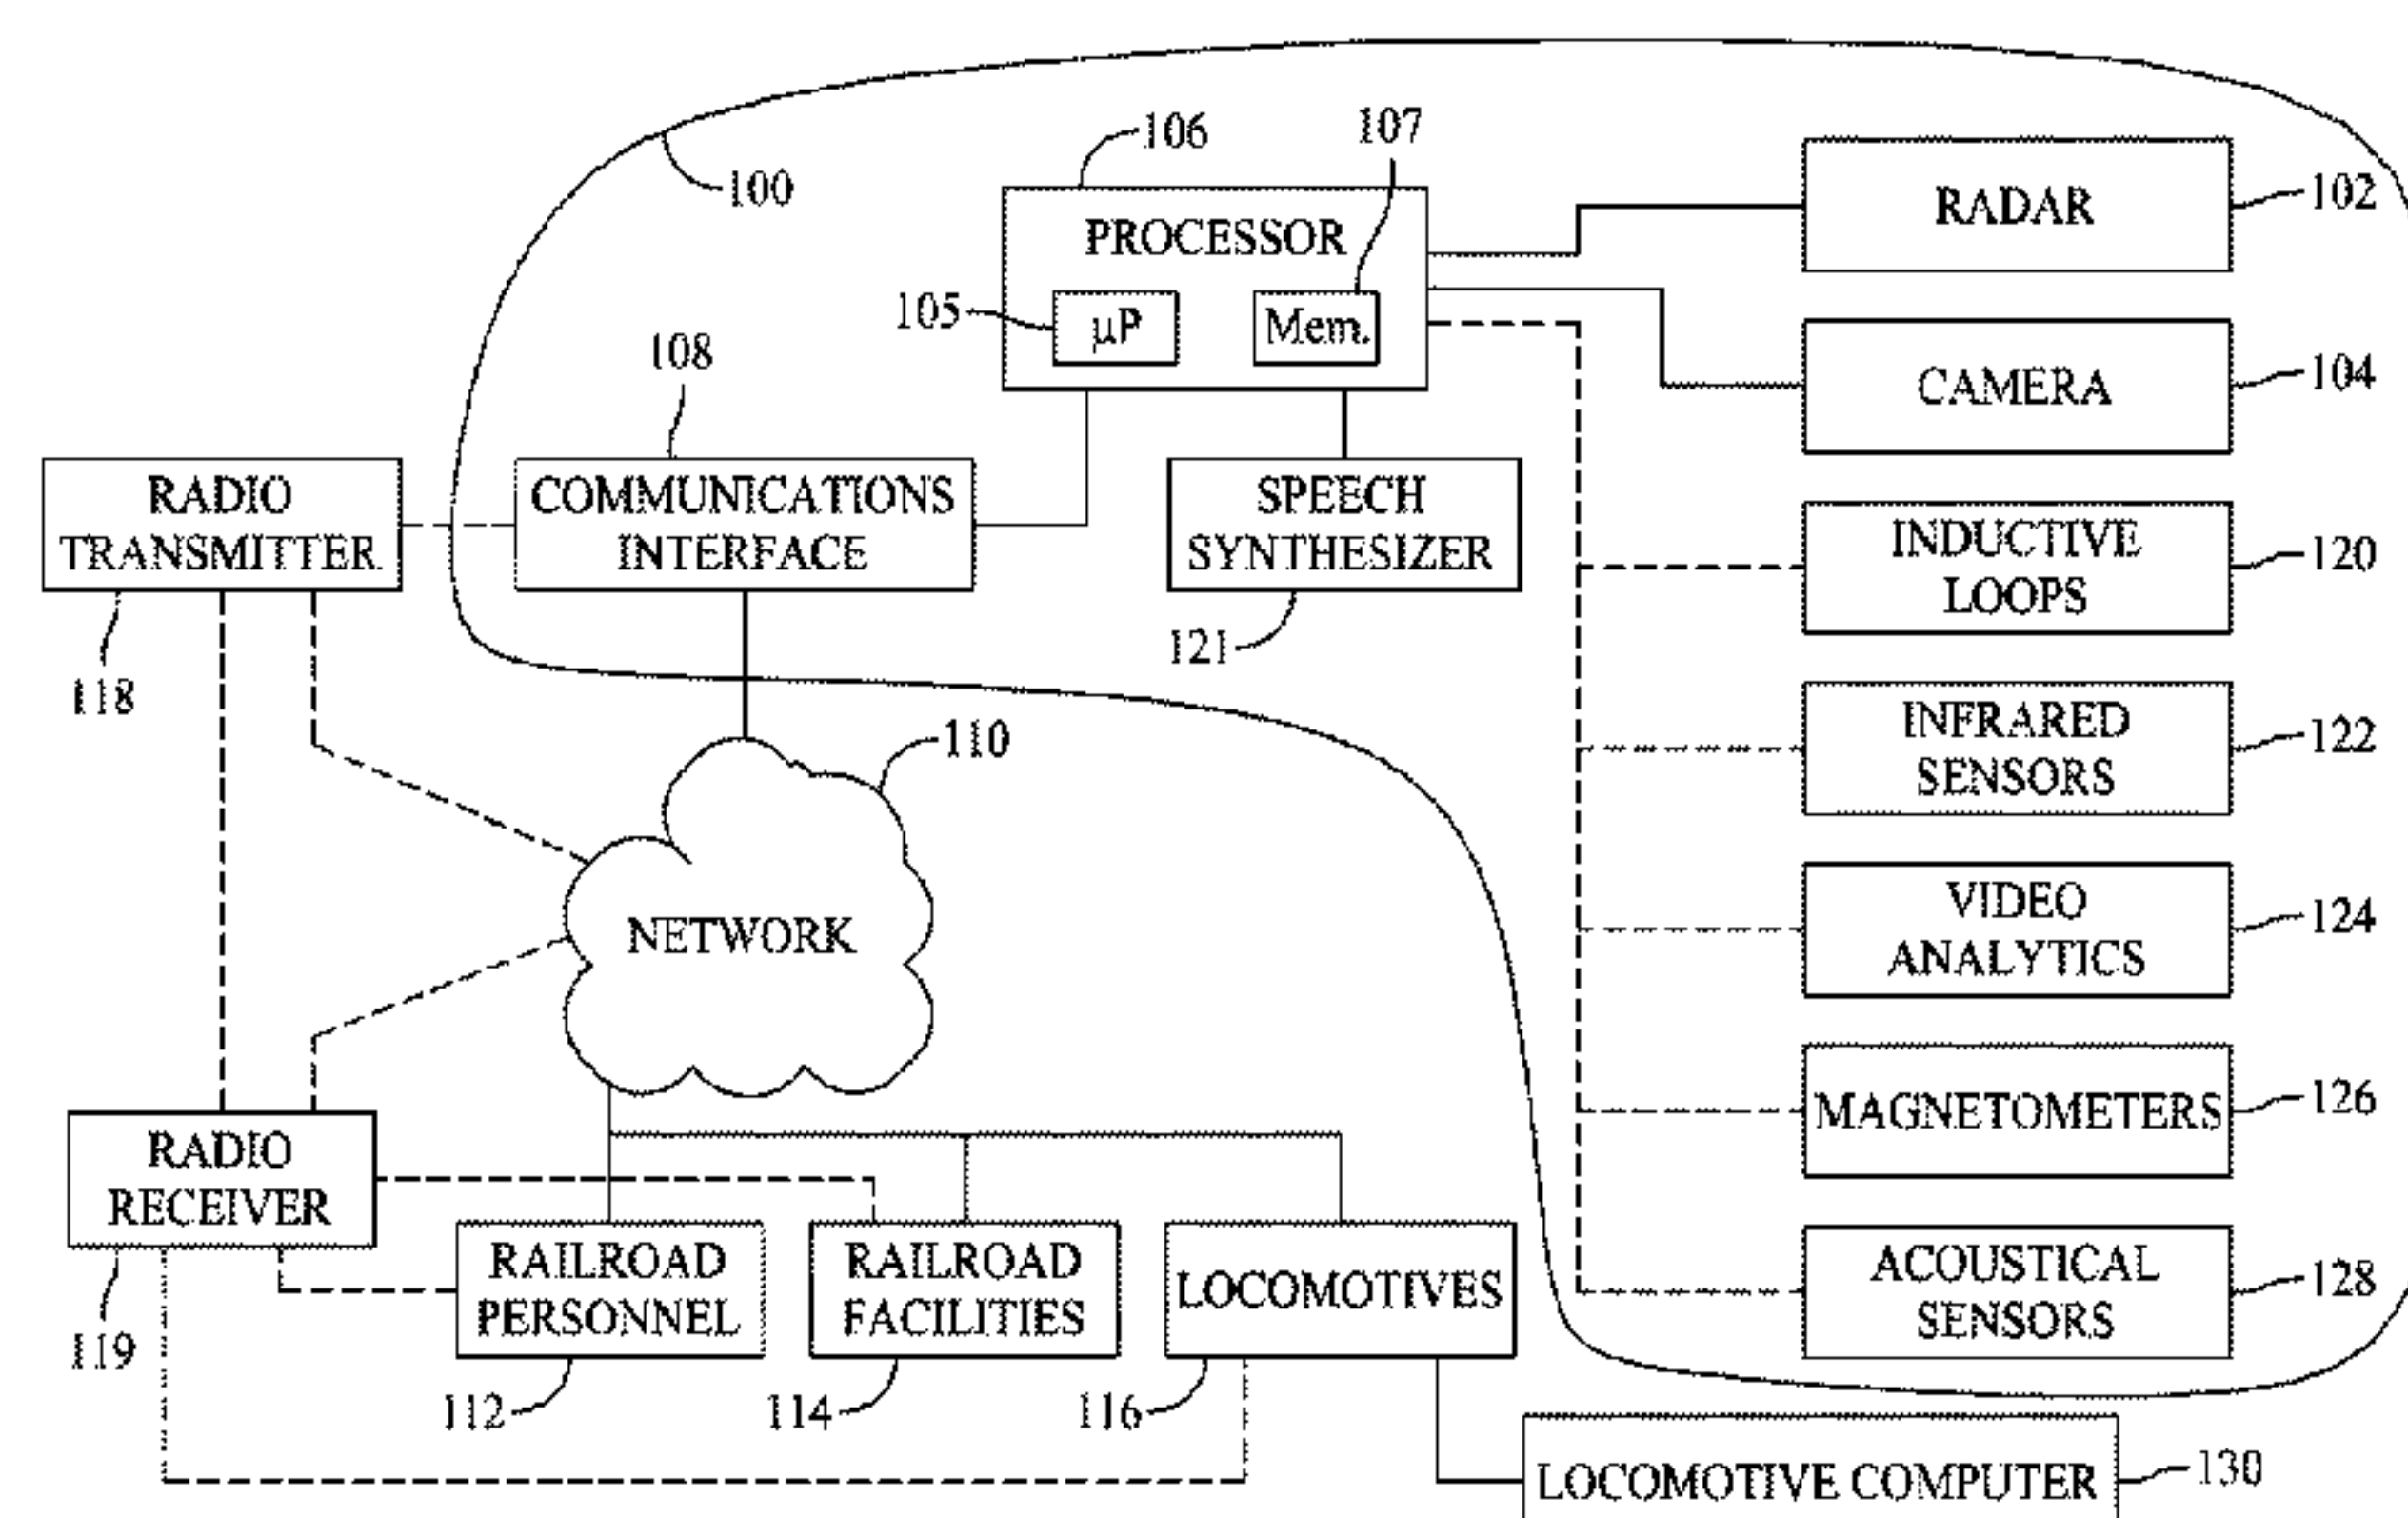 100
106
107
PROCESSOR
105
µP
Mem.
RADAR
102
CAMERA
104
108
RADIO
TRANSMITTER
118
COMMUNICATIONS
INTERFACE
SPEECH
SYNTHESIZER
121
INDUCTIVE
LOOPS
120
INFRARED
SENSORS
122
110
NETWORK
VIDEO
ANALYTICS
124
MAGNETOMETERS
126
RADIO
RECEIVER
119
RAILROAD
PERSONNEL
112
RAILROAD
FACILITIES
114
LOCOMOTIVES
116
ACOUSTICAL
SENSORS
128
LOCOMOTIVE COMPUTER
130